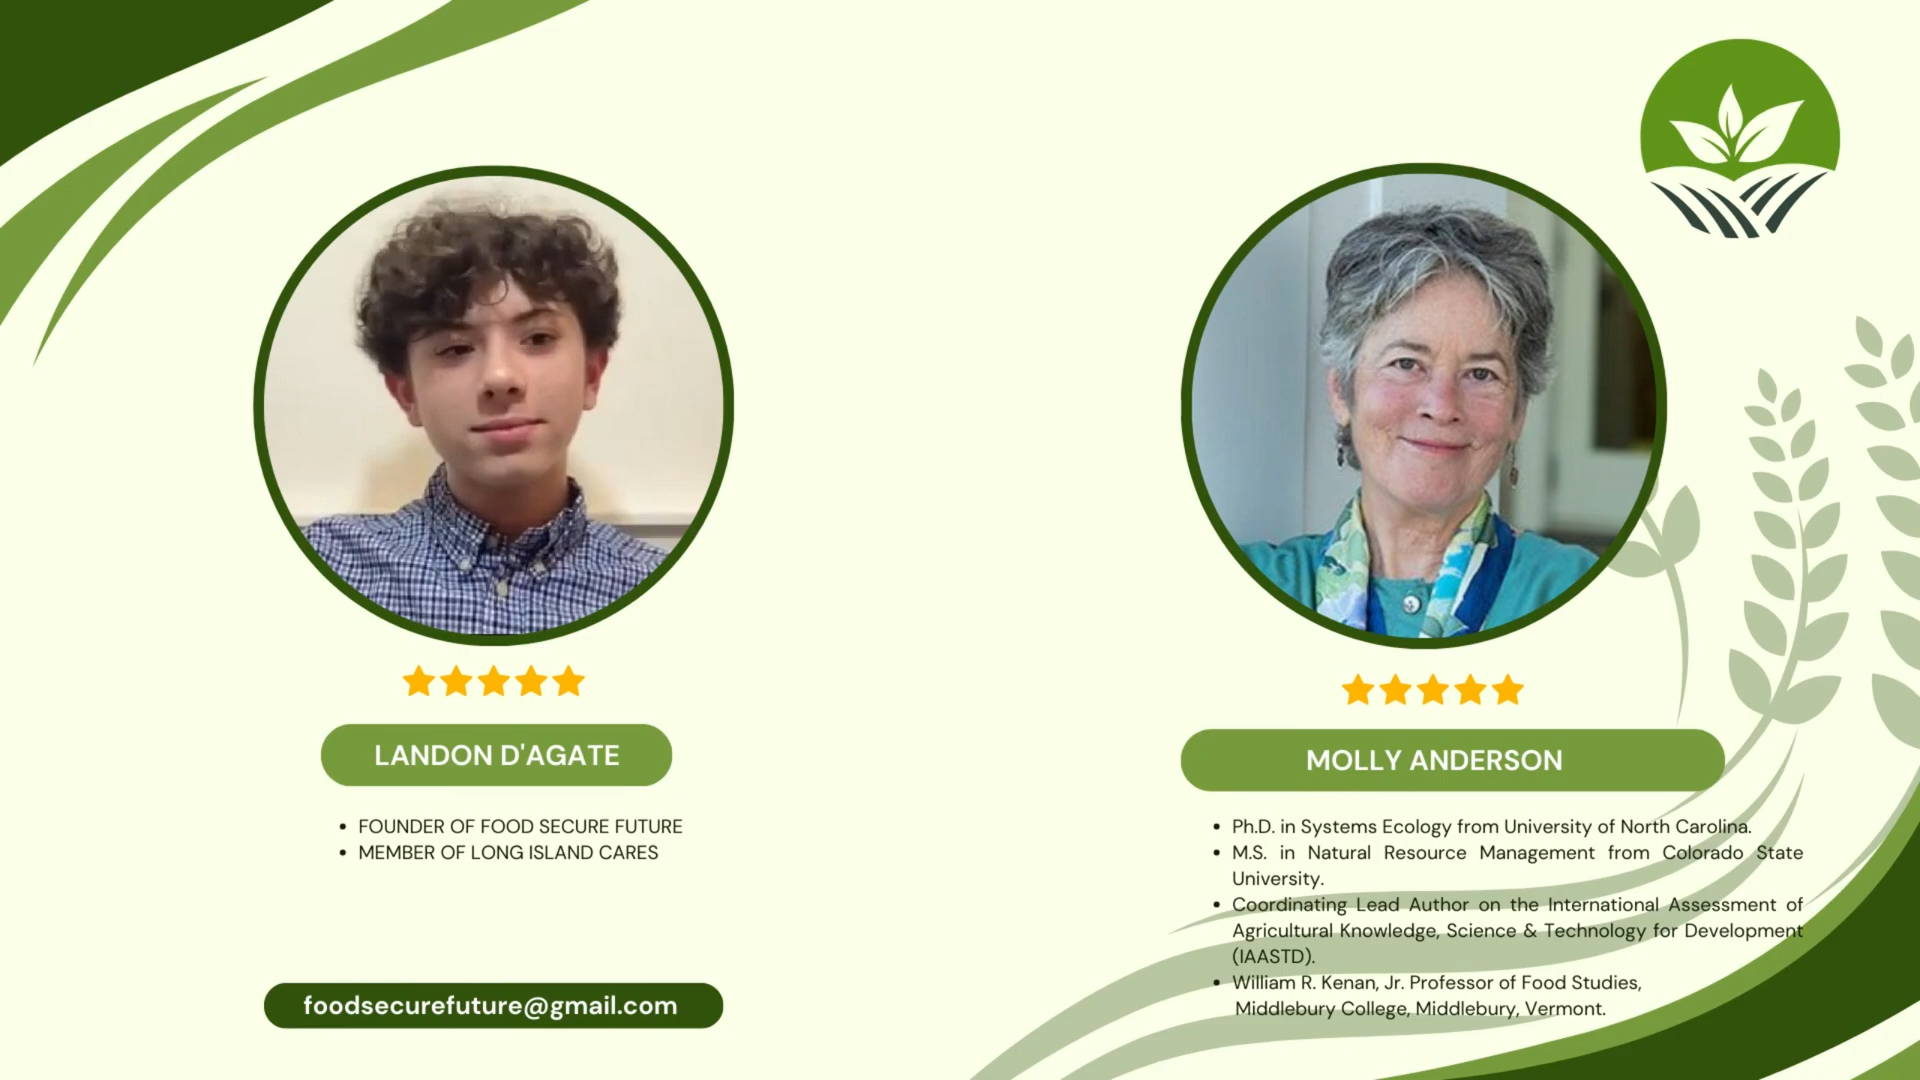 LANDON D'AGATE
• FOUNDER OF FOOD SECURE FUTURE
• MEMBER OF LONG ISLAND CARES
foodsecurefuture@gmail.com
MOLLY ANDERSON
• Ph.D. in Systems Ecology from University of North Carolina.
• M.S. in Natural Resource Management from Colorado State
University.
• Coordinating Lead Author on the International Assessment of
Agricultural Knowledge, Science & Technology for Development
(IAASTD).
• William R. Kenan, Jr. Professor of Food Studies,
Middlebury College, Middlebury, Vermont.